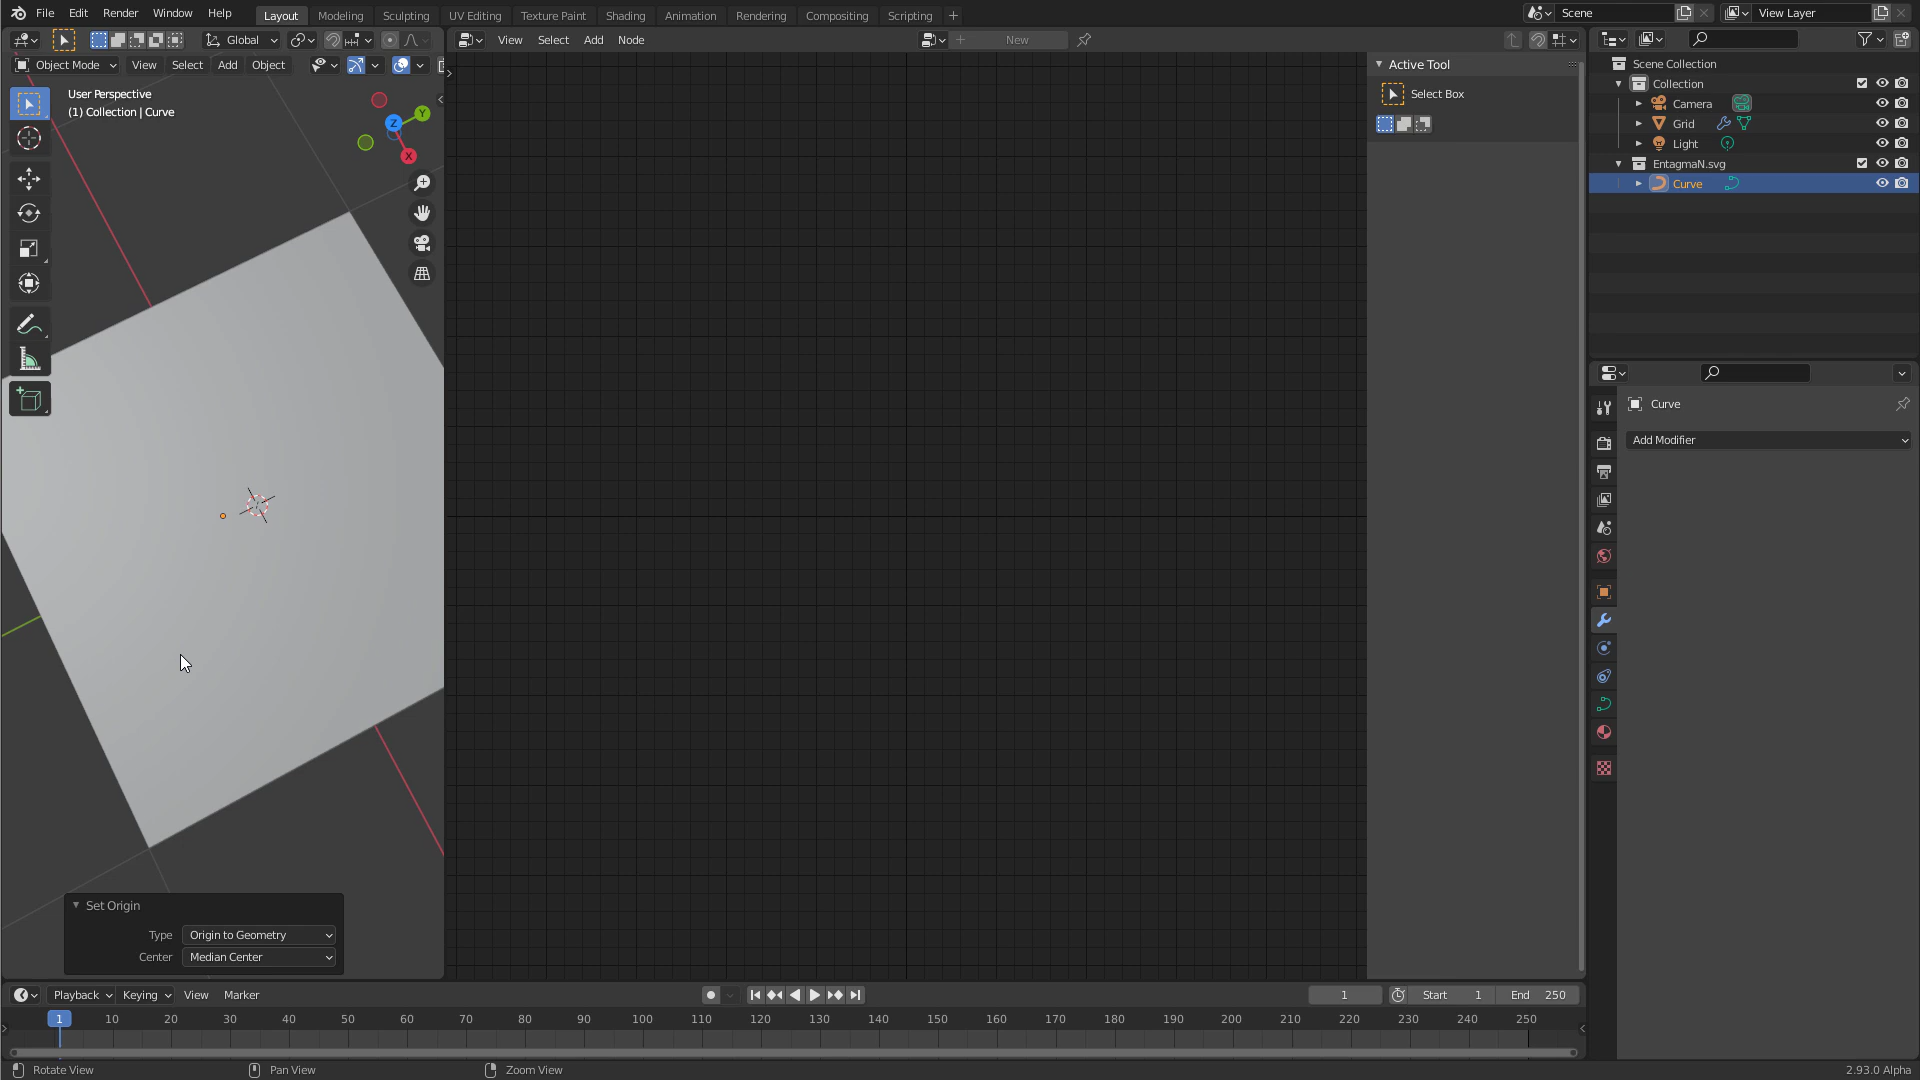 File Edit Render Window Help
Layout Modeling Sculpting UV Editing Texture Paint Shading Animation Rendering Compositing Scripting +
Scene
View Layer
Global
View Select Add Node
New
Object Mode View Select Add Object
User Perspective
(1) Collection | Curve
Z
Y
X
Active Tool
Select Box
Scene Collection
Collection
Camera
Grid
Light
EntagmaN.svg
Curve
Curve
Add Modifier
Set Origin
Type Origin to Geometry
Center Median Center
Playback Keying View Marker
1
Start 1
End 250
1 10 20 30 40 50 60 70 80 90 100 110 120 130 140 150 160 170 180 190 200 210 220 230 240 250
Rotate View Pan View Zoom View
2.93.0 Alpha